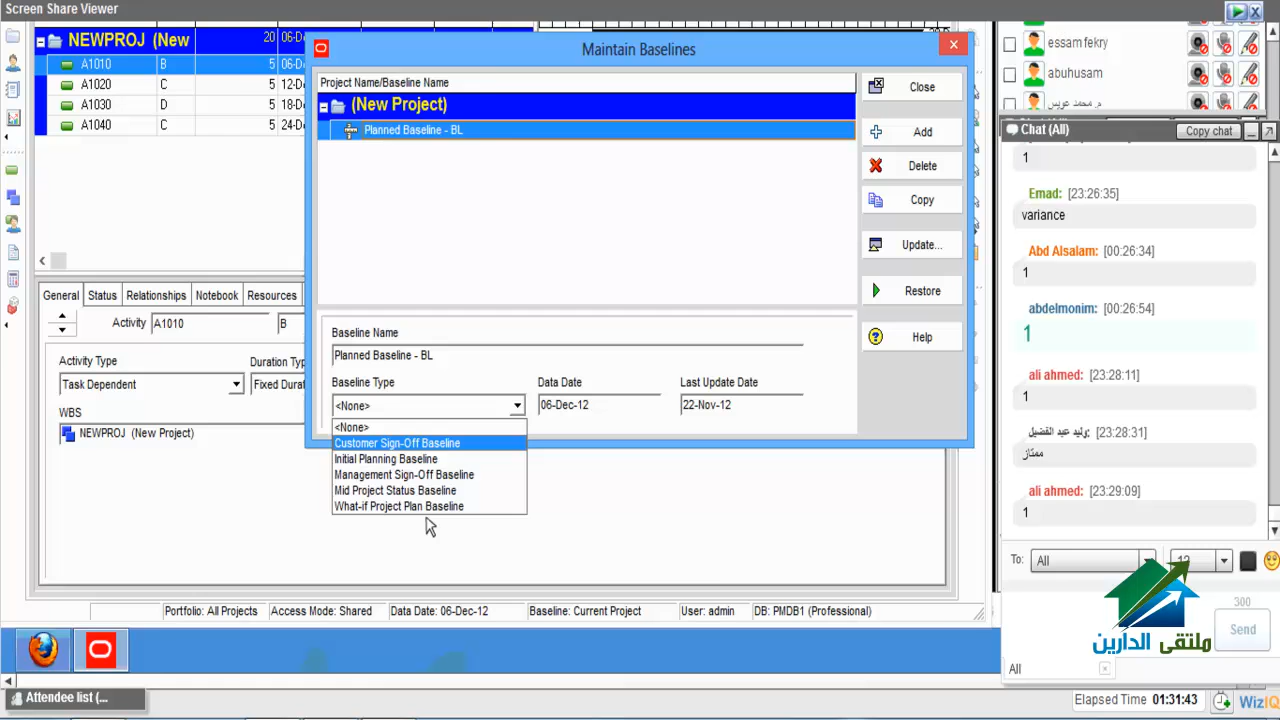 Screen Share Viewer
NEWPROJ (New 20 06-D
A1010 B 5 06-D
A1020 C 5 12-D
A1030 D 5 18-D
A1040 C 5 24-D
Maintain Baselines
Project Name/Baseline Name
(New Project)
Planned Baseline - BL
Close
Add
Delete
Copy
Update...
Restore
Help
Baseline Name
Planned Baseline - BL
Baseline Type Data Date Last Update Date
<None> 06-Dec-12 22-Nov-12
<None>
Customer Sign-Off Baseline
Initial Planning Baseline
Management Sign-Off Baseline
Mid Project Status Baseline
What-if Project Plan Baseline
General Status Relationships Notebook Resources
Activity A1010 B
Activity Type Duration Typ
Task Dependent Fixed Durat
WBS
NEWPROJ (New Project)
Portfolio: All Projects Access Mode: Shared Data Date: 06-Dec-12 Baseline: Current Project User: admin DB: PMDB1 (Professional)
Attendee list (...
essam fekry
abuhusam
م. محمد عويس
Chat (All) Copy chat
1
Emad: [23:26:35]
variance
Abd Alsalam: [00:26:34]
1
abdelmonim: [00:26:54]
1
ali ahmed: [23:28:11]
1
وليد عبد الفضيل: [23:28:31]
ممتاز
ali ahmed: [23:29:09]
1
To: All 12
300
Send
ملتقى الدارين
All
Elapsed Time 01:31:43 WizIQ